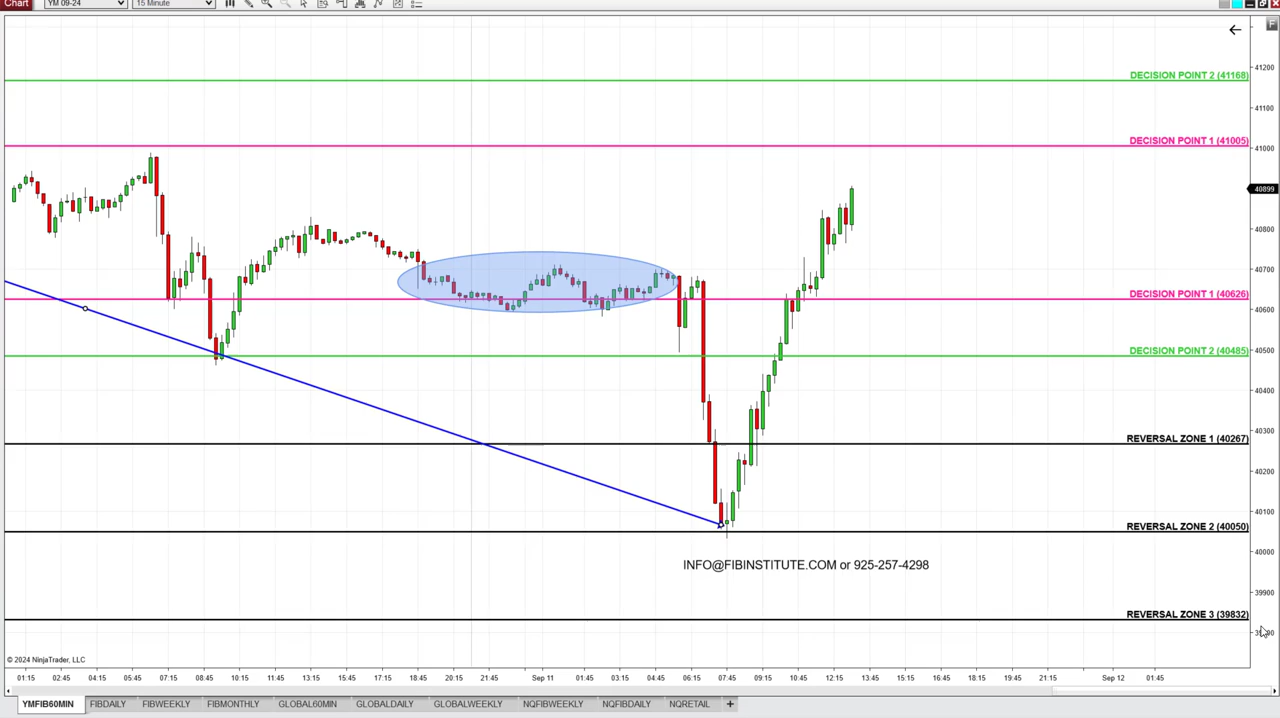 Chart YM 09-24 15 Minute
F
41200
DECISION POINT 2 (41168)
41100
DECISION POINT 1 (41005)
41000
40899
40800
40700
DECISION POINT 1 (40626)
40600
40500
DECISION POINT 2 (40485)
40400
40300
REVERSAL ZONE 1 (40267)
40200
40100
REVERSAL ZONE 2 (40050)
40000
INFO@FIBINSTITUTE.COM or 925-257-4298
39900
REVERSAL ZONE 3 (39832)
© 2024 NinjaTrader, LLC
01:15 02:45 04:15 05:45 07:15 08:45 10:15 11:45 13:15 14:45 16:15 18:45 20:15 21:45 Sep 11 01:45 03:15 04:45 06:15 07:45 09:15 10:45 12:15 13:45 15:15 16:45 18:15 19:45 21:15 Sep 12 01:45
YMFIB60MIN FIBDAILY FIBWEEKLY FIBMONTHLY GLOBAL60MIN GLOBALDAILY GLOBALWEEKLY NQFIBWEEKLY NQFIBDAILY NQRETAIL +